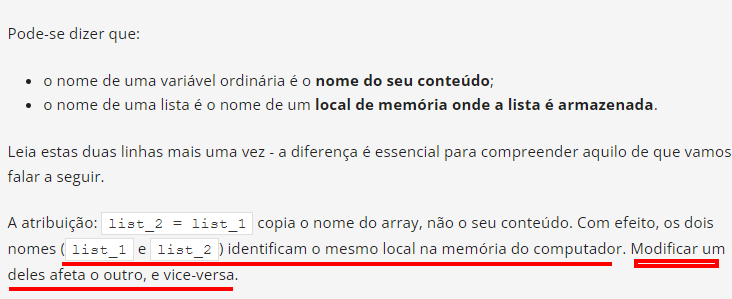 Pode-se dizer que:
• o nome de uma variável ordinária é o nome do seu conteúdo;
• o nome de uma lista é o nome de um local de memória onde a lista é armazenada.
Leia estas duas linhas mais uma vez - a diferença é essencial para compreender aquilo de que vamos
falar a seguir.
A atribuição: list_2 = list_1 copia o nome do array, não o seu conteúdo. Com efeito, os dois
nomes (list_1 e list_2) identificam o mesmo local na memória do computador. Modificar um
deles afeta o outro, e vice-versa.